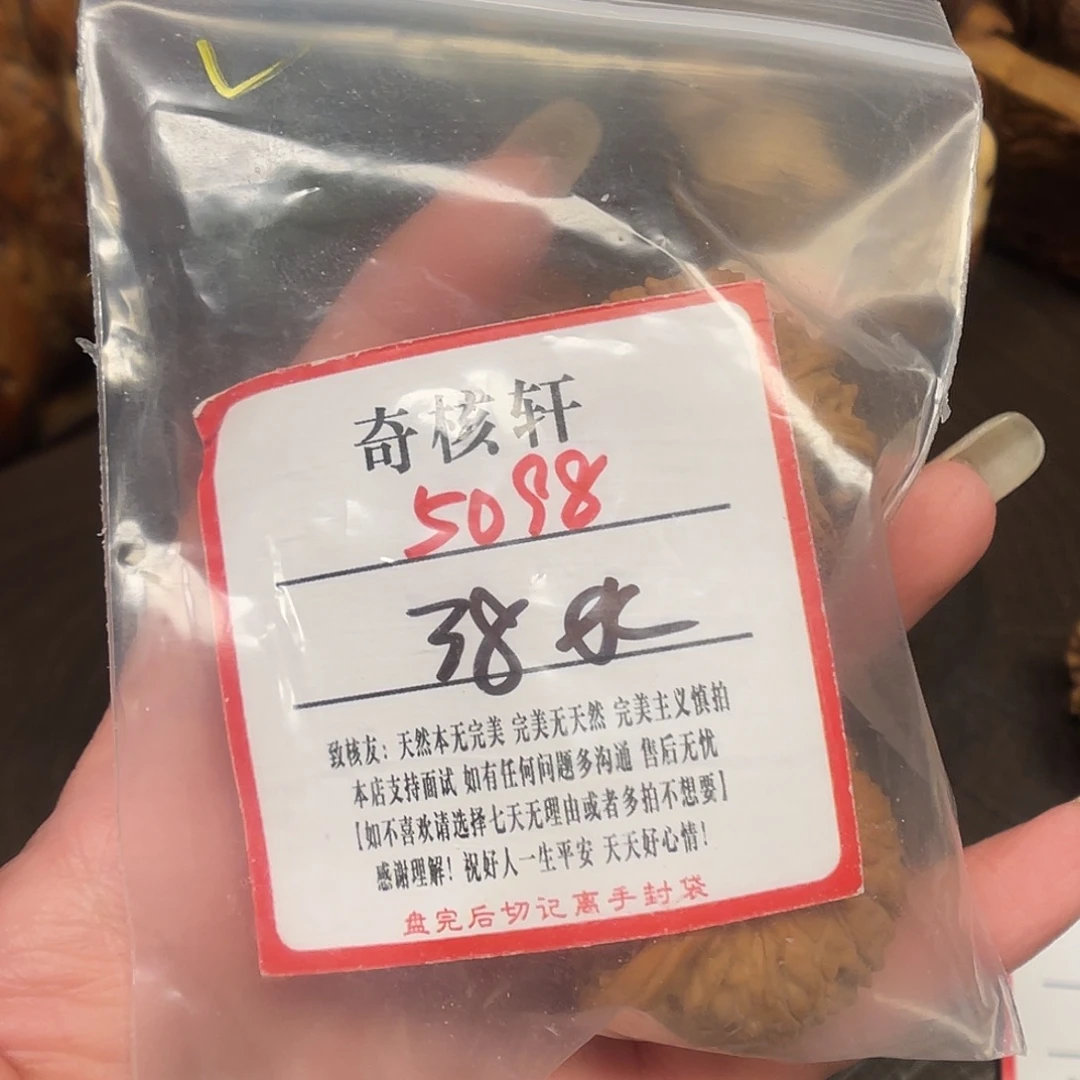 奇核轩
5098
38
致核友：天然本无完美 完美无天然 完美主义慎拍
本店支持面试 如有任何问题多沟通 售后无忧
【如不喜欢请选择七天无理由或者多拍不想要】
感谢理解！祝好人一生平安 天天好心情！
盘完后切记离手封袋